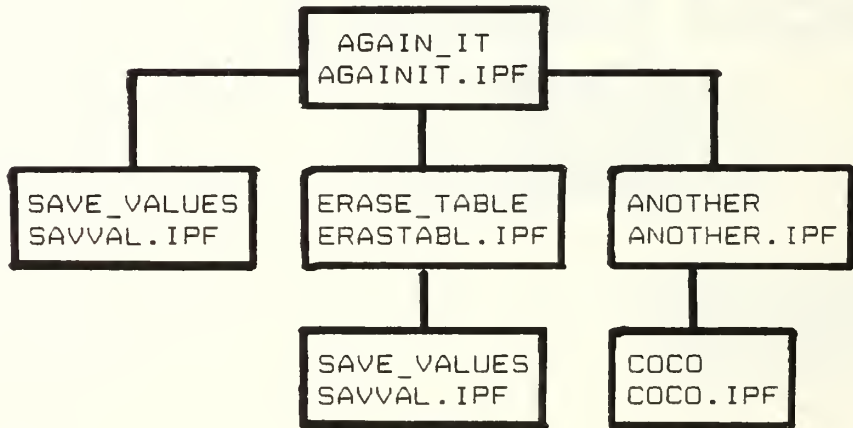 AGAIN_IT
AGAINIT.IPF
SAVE_VALUES
SAVVAL.IPF
ERASE_TABLE
ERASTABL.IPF
ANOTHER
ANOTHER.IPF
SAVE_VALUES
SAVVAL.IPF
COCO
COCO.IPF